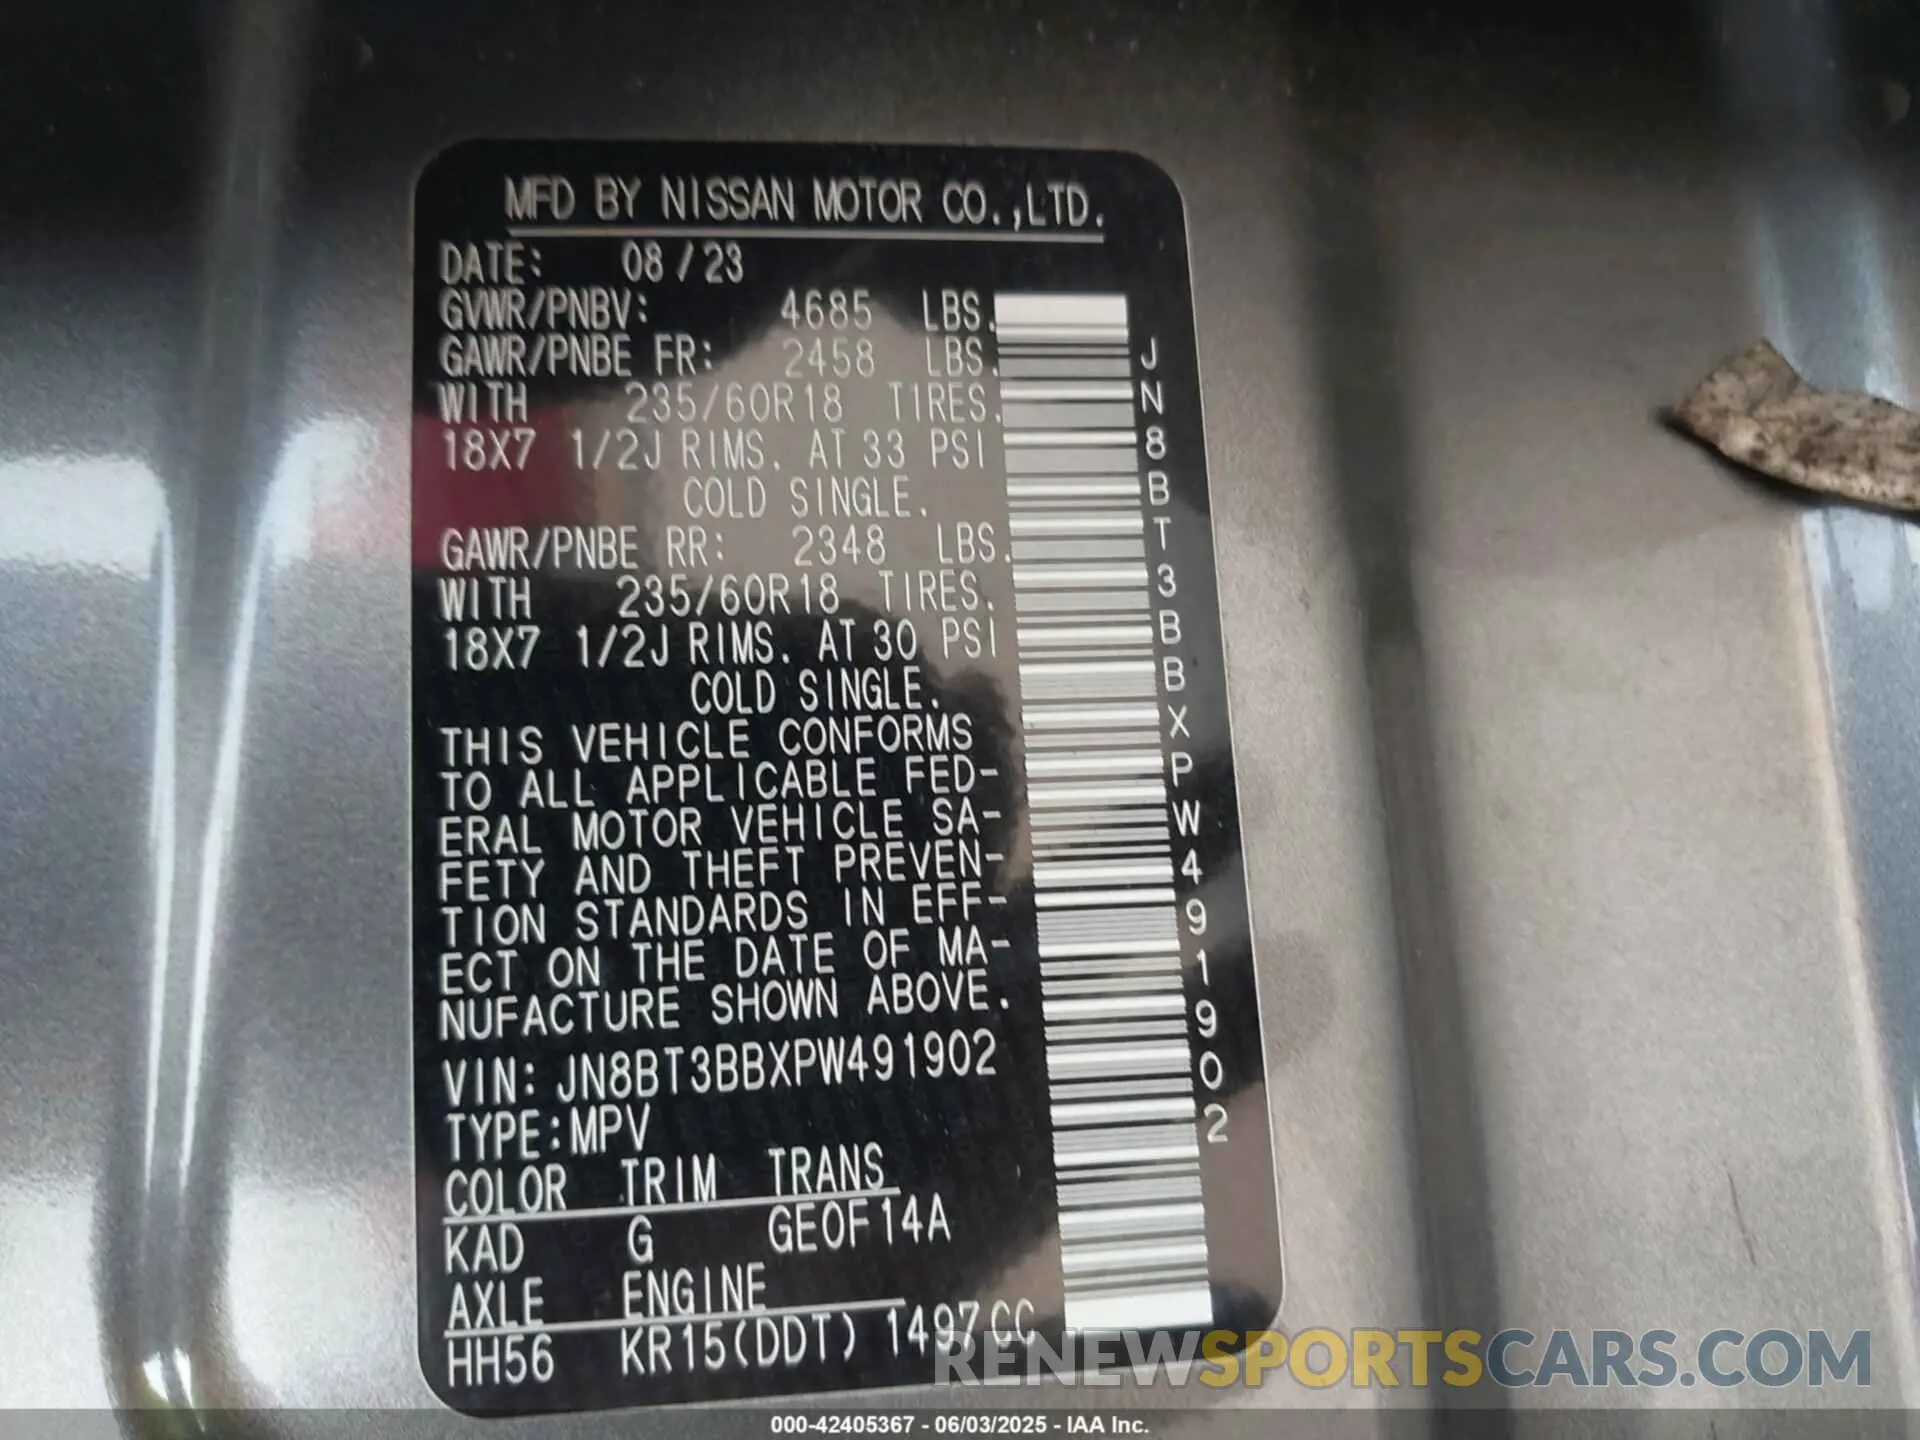 MFD BY NISSAN MOTOR CO.,LTD.
DATE: 08/23
GVWR/PNBV: 4685 LBS.
GAWR/PNBE FR: 2458 LBS.
WITH 235/60R18 TIRES.
18X7 1/2J RIMS. AT 33 PSI
COLD SINGLE.
GAWR/PNBE RR: 2348 LBS.
WITH 235/60R18 TIRES.
18X7 1/2J RIMS. AT 30 PSI
COLD SINGLE.
THIS VEHICLE CONFORMS
TO ALL APPLICABLE FED-
ERAL MOTOR VEHICLE SA-
FETY AND THEFT PREVEN-
TION STANDARDS IN EFF-
ECT ON THE DATE OF MA-
NUFACTURE SHOWN ABOVE.
VIN: JN8BT3BBXPW491902
TYPE:MPV
COLOR TRIM TRANS
KAD G GE0F14A
AXLE ENGINE
HH56 KR15(DDT) 1497CC
JN8BT3BBXPW491902
RENEWSPORTSCARS.COM
000-42405367 - 06/03/2025 - IAA Inc.